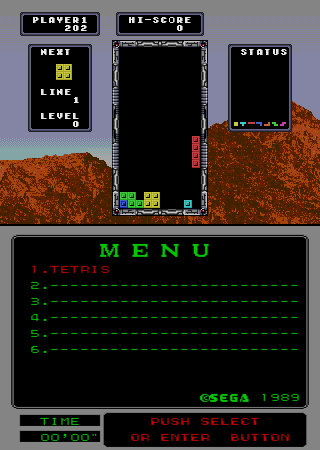 PLAYER1
202
HI-SCORE
0
NEXT
LINE
1
LEVEL
0
STATUS
MENU
1.TETRIS
2.--------------------------------
3.--------------------------------
4.--------------------------------
5.--------------------------------
6.--------------------------------
©SEGA 1989
TIME
00'00"
PUSH SELECT
OR ENTER BUTTON